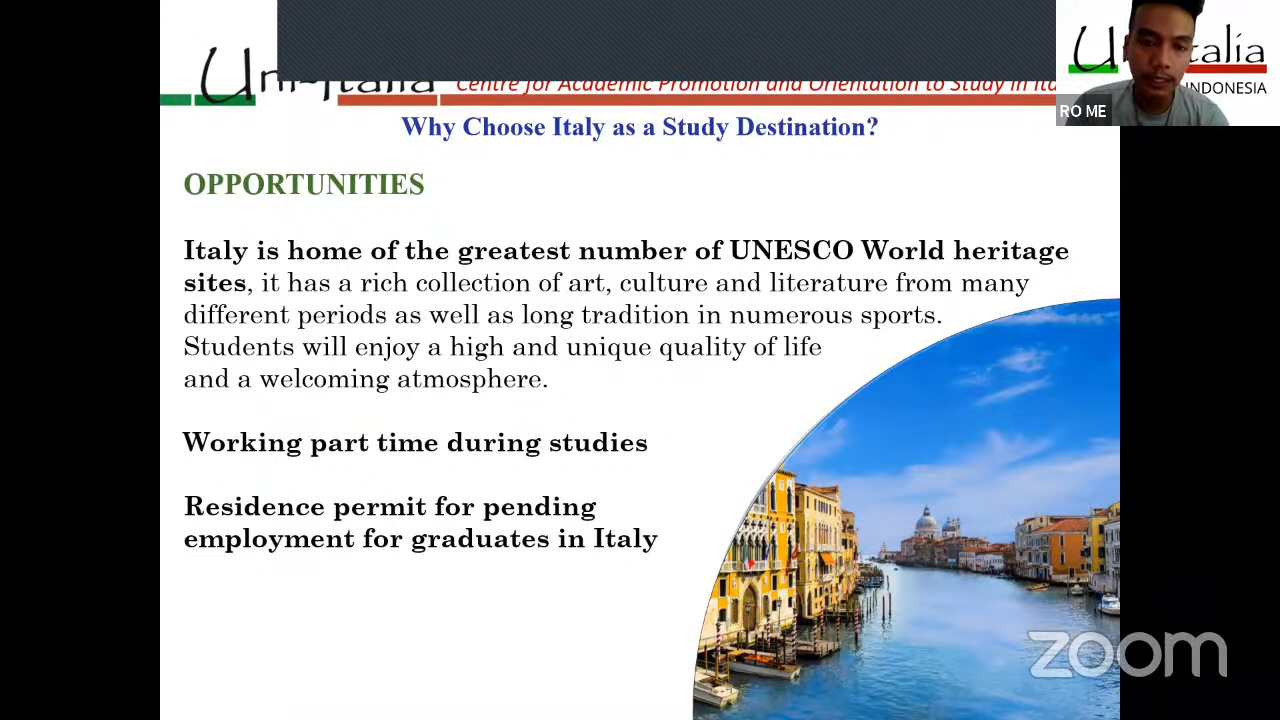 Uni-Italia
Centre for Academic Promotion and Orientation to Study in Ita
talia
INDONESIA
RO ME
Why Choose Italy as a Study Destination?
OPPORTUNITIES
Italy is home of the greatest number of UNESCO World heritage
sites, it has a rich collection of art, culture and literature from many
different periods as well as long tradition in numerous sports.
Students will enjoy a high and unique quality of life
and a welcoming atmosphere.
Working part time during studies
Residence permit for pending
employment for graduates in Italy
zoom